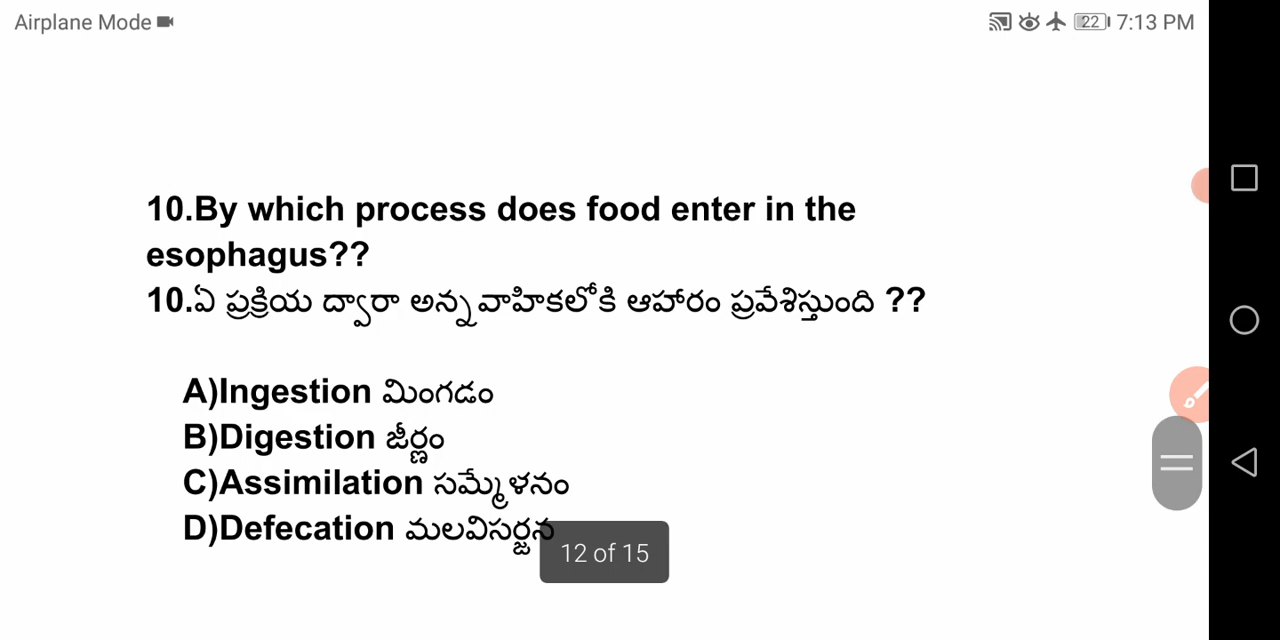 Airplane Mode
22 7:13 PM
10.By which process does food enter in the
esophagus??
10.ఏ ప్రక్రియ ద్వారా అన్నవాహికలోకి ఆహారం ప్రవేశిస్తుంది ??
A)Ingestion మింగడం
B)Digestion జీర్ణం
C)Assimilation సమ్మేళనం
D)Defecation మలవిసర్జన
12 of 15